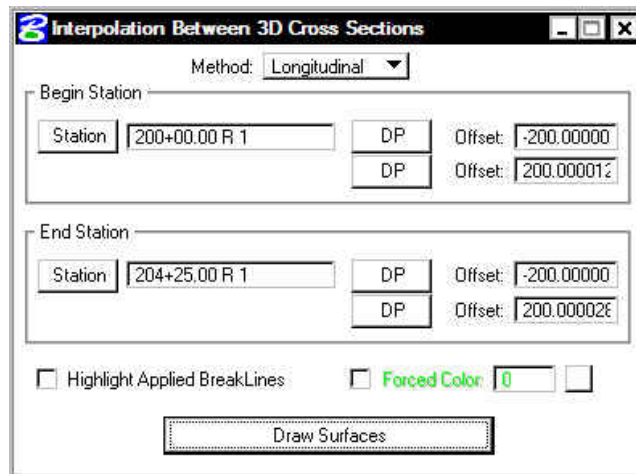 Interpolation Between 3D Cross Sections
Method: Longitudinal
Begin Station
Station 200+00.00 R 1 DP Offset: -200.00000
DP Offset: 200.000012
End Station
Station 204+25.00 R 1 DP Offset: -200.00000
DP Offset: 200.000026
Highlight Applied BreakLines Forced Color: 0
Draw Surfaces